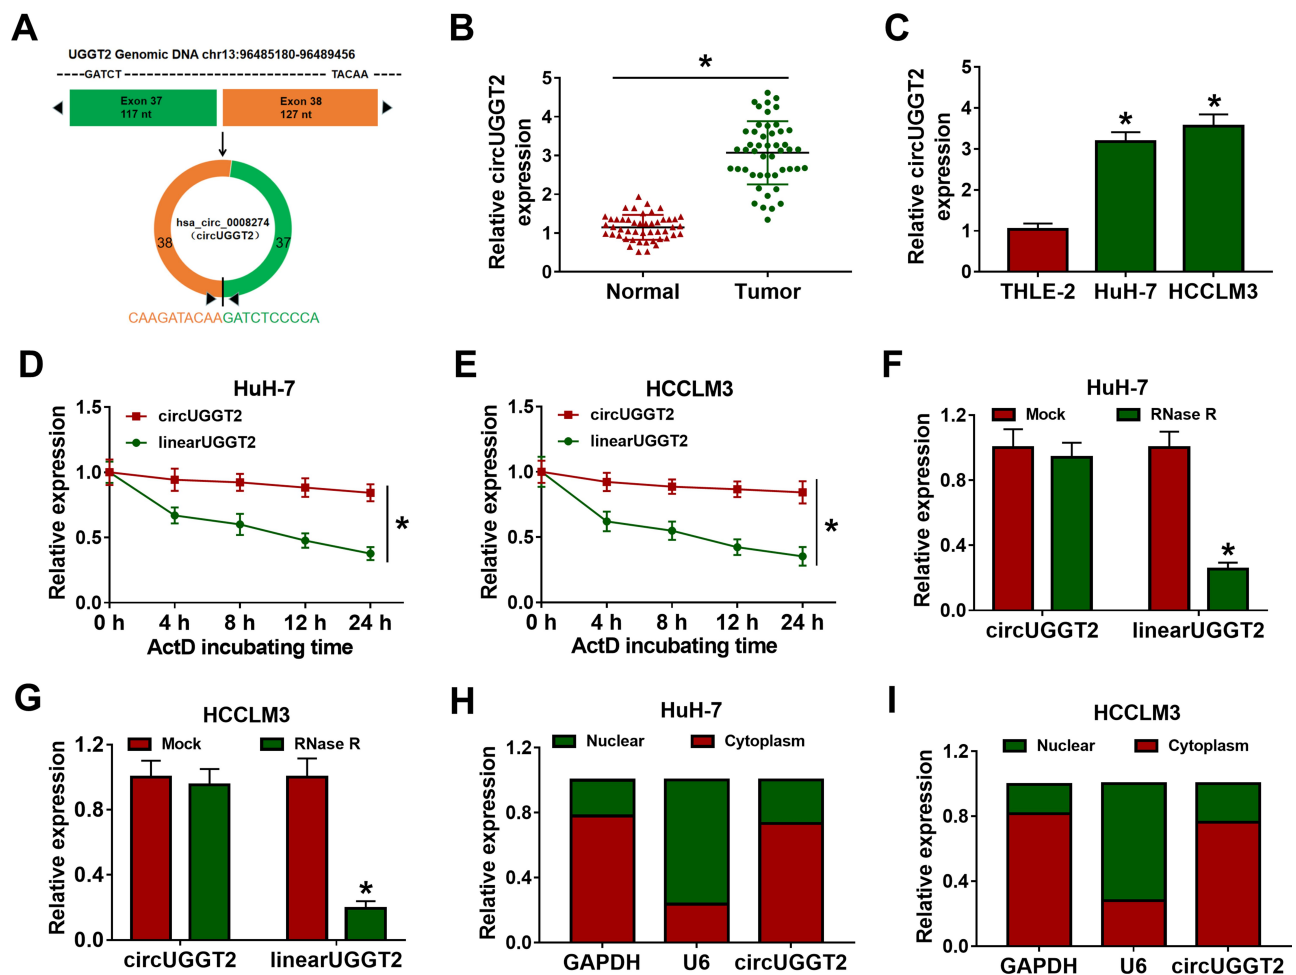 A
UGGT2 Genomic DNA chr13:96485180-96489456
GATCT
TACAA
Exon 37
117 nt
Exon 38
127 nt
hsa_circ_0008274
（circUGGT2）
38
37
CAAGATACAAGATCTCCCCA
B
Relative circUGGT2
expression
5
4
3
2
1
0
*
Normal
Tumor
C
Relative circUGGT2
expression
5
4
3
2
1
0
*
*
THLE-2
HuH-7
HCCLM3
D
HuH-7
circUGGT2
linearUGGT2
Relative expression
1.5
1.0
0.5
0.0
*
0 h
4 h
8 h
12 h
24 h
ActD incubating time
E
HCCLM3
circUGGT2
linearUGGT2
Relative expression
1.5
1.0
0.5
0.0
*
0 h
4 h
8 h
12 h
24 h
ActD incubating time
F
HuH-7
Mock
RNase R
Relative expression
1.2
0.8
0.4
0.0
*
circUGGT2
linearUGGT2
G
HCCLM3
Mock
RNase R
Relative expression
1.2
0.8
0.4
0.0
*
circUGGT2
linearUGGT2
H
HuH-7
Nuclear
Cytoplasm
Relative expression
1.2
0.8
0.4
0.0
GAPDH
U6
circUGGT2
I
HCCLM3
Nuclear
Cytoplasm
Relative expression
1.2
0.8
0.4
0.0
GAPDH
U6
circUGGT2